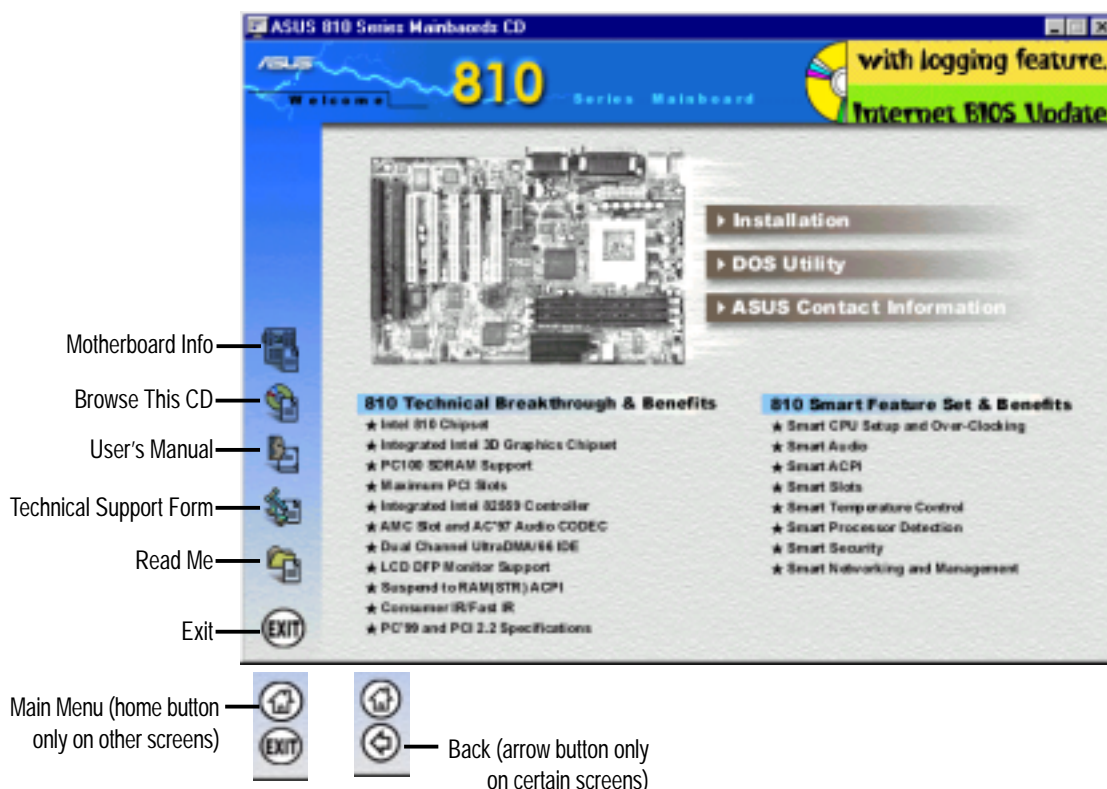 ASUS 810 Series Mainbaords CD
ASUS
Welcome
810
Series Mainboard
with logging feature.
Internet BIOS Update
Installation
DOS Utility
ASUS Contact Information
Motherboard Info
Browse This CD
User's Manual
Technical Support Form
Read Me
Exit
EXIT
810 Technical Breakthrough & Benefits
★ Intel 810 Chipset
★ Integrated Intel 3D Graphics Chipset
★ PC100 SDRAM Support
★ Maximum PCI Slots
★ Integrated Intel 82559 Controller
★ AMC Slot and AC'97 Audio CODEC
★ Dual Channel UltraDMA/66 IDE
★ LCD DFP Monitor Support
★ Suspend to RAM(STR) ACPI
★ Consumer IR/Fast IR
★ PC'99 and PCI 2.2 Specifications
810 Smart Feature Set & Benefits
★ Smart CPU Setup and Over-Clocking
★ Smart Audio
★ Smart ACPI
★ Smart Slots
★ Smart Temperature Control
★ Smart Processor Detection
★ Smart Security
★ Smart Networking and Management
Main Menu (home button
only on other screens)
EXIT
Back (arrow button only
on certain screens)